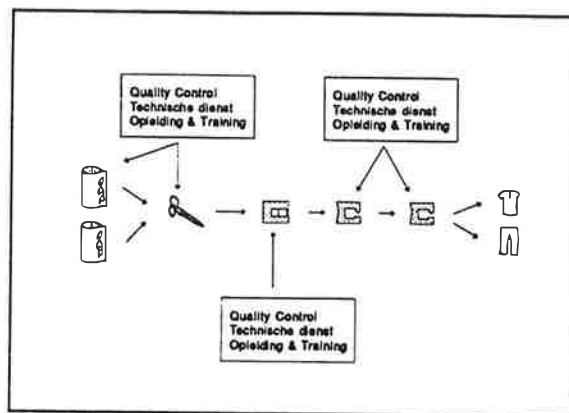 Quality Control
Technische dienst
Opleiding & Training
Quality Control
Technische dienst
Opleiding & Training
Quality Control
Technische dienst
Opleiding & Training